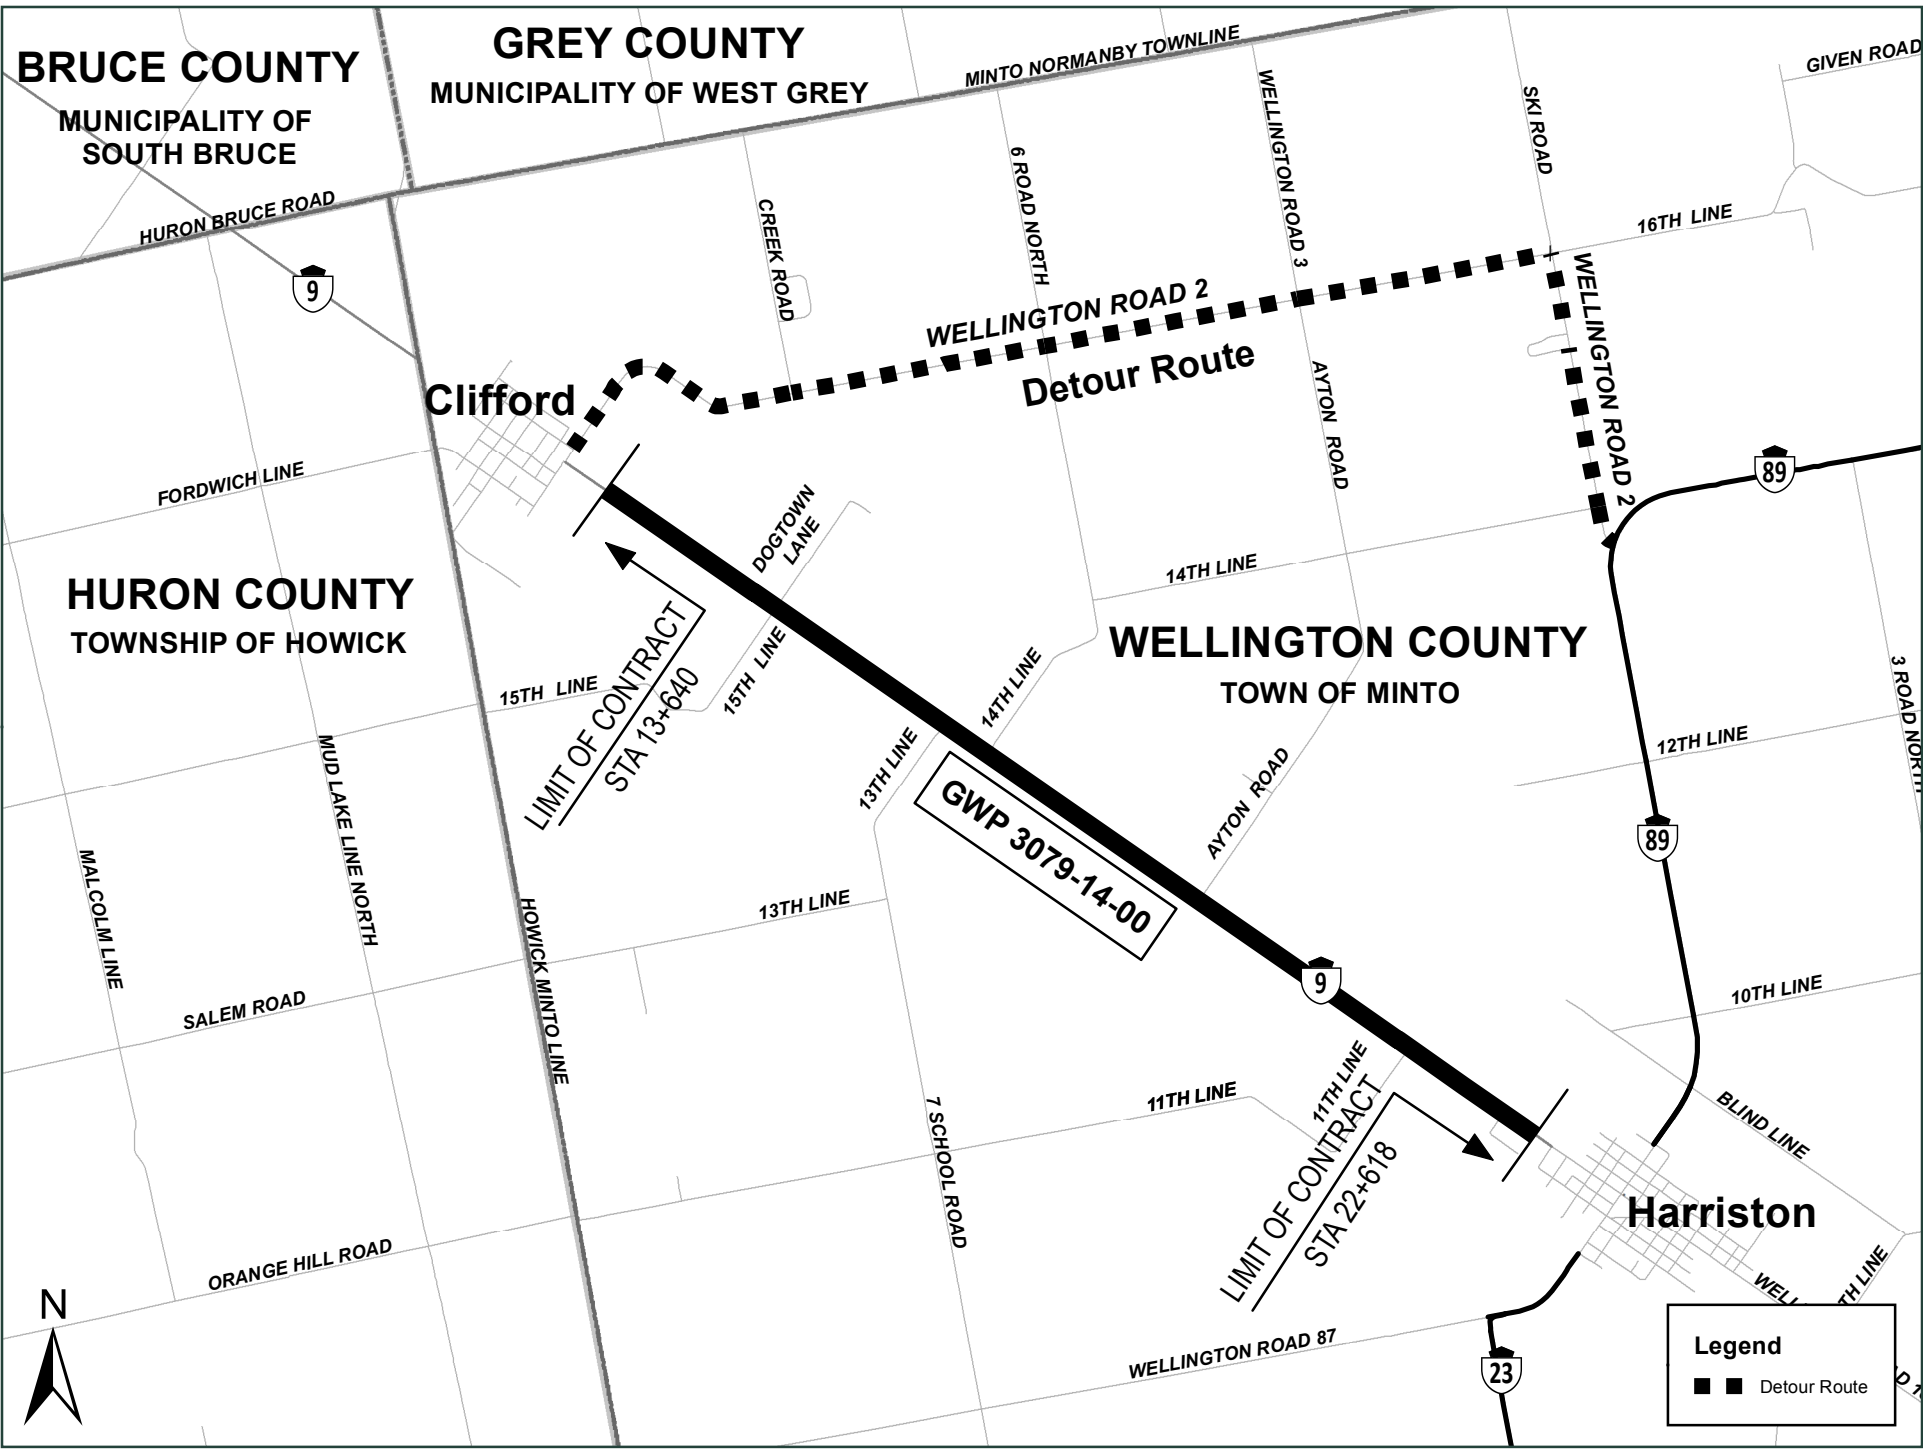 BRUCE COUNTY
MUNICIPALITY OF
SOUTH BRUCE
GREY COUNTY
MUNICIPALITY OF WEST GREY
MINTO NORMANBY TOWNLINE
GIVEN ROAD
HURON BRUCE ROAD
9
CREEK ROAD
6 ROAD NORTH
WELLINGTON ROAD 3
SKI ROAD
16TH LINE
WELLINGTON ROAD 2
Detour Route
WELLINGTON ROAD 2
Clifford
AYTON ROAD
89
FORDWICH LINE
DOGTOWN
LANE
14TH LINE
HURON COUNTY
TOWNSHIP OF HOWICK
WELLINGTON COUNTY
TOWN OF MINTO
LIMIT OF CONTRACT
STA 13+640
15TH LINE
15TH LINE
14TH LINE
13TH LINE
3 ROAD NORTH
12TH LINE
MUD LAKE LINE NORTH
GWP 3079-14-00
AYTON ROAD
89
MALCOLM LINE
HOWICK MINTO LINE
13TH LINE
9
10TH LINE
SALEM ROAD
11TH LINE
11TH LINE
7 SCHOOL ROAD
LIMIT OF CONTRACT
STA 22+618
BLIND LINE
Harriston
ORANGE HILL ROAD
TH LINE
WELL
N
WELLINGTON ROAD 87
23
Legend
Detour Route